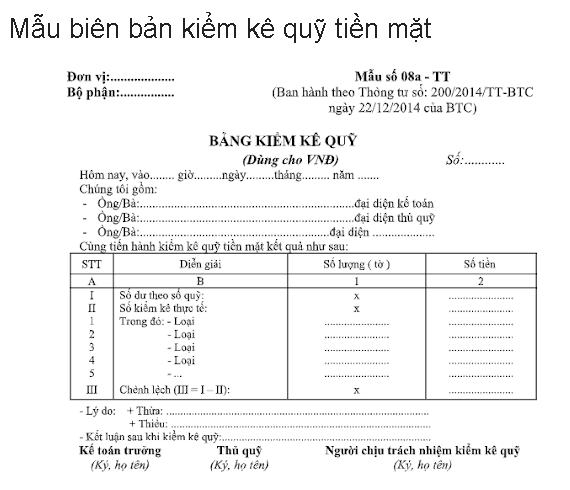 Mẫu biên bản kiểm kê quỹ tiền mặt
Đơn vị:...................
Bộ phận:................
Mẫu số 08a - TT
(Ban hành theo Thông tư số: 200/2014/TT-BTC
ngày 22/12/2014 của BTC)
BẢNG KIỂM KÊ QUỸ
(Dùng cho VNĐ)
Số:............
Hôm nay, vào........ giờ.........ngày........tháng........ năm .......
Chúng tôi gồm:
- Ông/Bà:......................................................đại diện kế toán
- Ông/Bà:......................................................đại diện thủ quỹ
- Ông/Bà:................................................đại diện ..................
Cùng tiến hành kiểm kê quỹ tiền mặt kết quả như sau:
STT Diễn giải Số lượng ( tờ ) Số tiền
A B 1 2
I Số dư theo sổ quỹ: x .......................
II Số kiểm kê thực tế: x .......................
1 Trong đó: - Loại ....................... .......................
2 - Loại ....................... .......................
3 - Loại ....................... .......................
4 - Loại ....................... .......................
5 - ... ....................... .......................
III Chênh lệch (III = I – II): x .......................
- Lý do: + Thừa: .................................................................
+ Thiếu: .................................................................
- Kết luận sau khi kiểm kê quỹ:.....................................................
Kế toán trưởng Thủ quỹ Người chịu trách nhiệm kiểm kê quỹ
(Ký, họ tên) (Ký, họ tên) (Ký, họ tên)